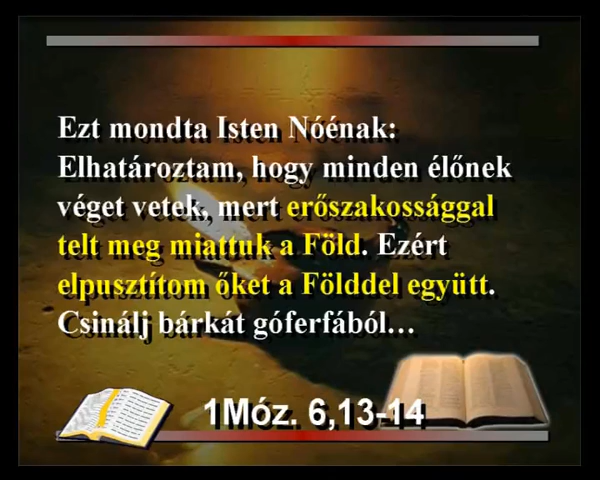 Ezt mondta Isten Nóénak:
Elhatároztam, hogy minden élőnek
véget vetek, mert erőszakossággal
telt meg miattuk a Föld. Ezért
elpusztítom őket a Földdel együtt.
Csinálj bárkát góferfából…
1Móz. 6,13-14